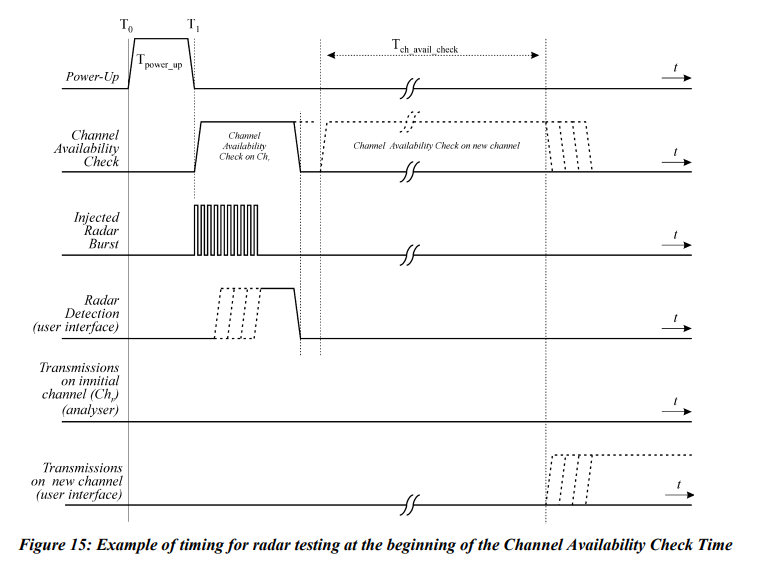 T0 T1
Tch_avail_check
Tpower_up
t
Power-Up
Channel
Availability
Check
Channel
Availability
Check on Chr
Channel Availability Check on new channel
t
Injected
Radar
Burst
t
Radar
Detection
(user interface)
t
Transmissions
on innitial
channel (Chr)
(analyser)
t
Transmissions
on new channel
(user interface)
t
Figure 15: Example of timing for radar testing at the beginning of the Channel Availability Check Time